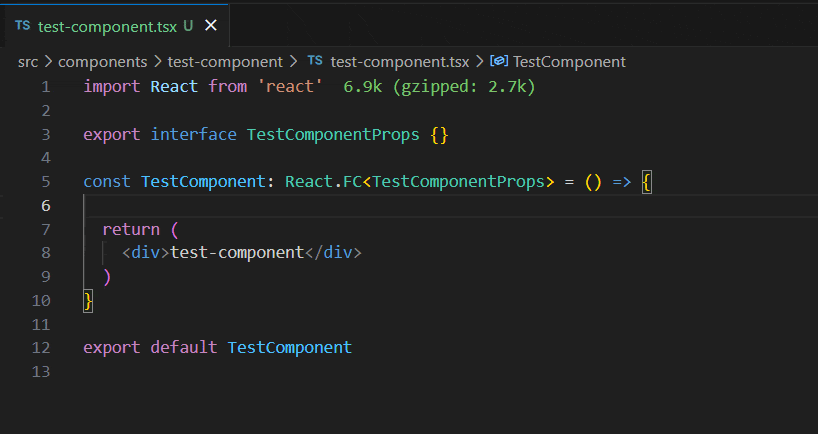 TS test-component.tsx U ×
src > components > test-component > TS test-component.tsx > TestComponent
1 import React from 'react' 6.9k (gzipped: 2.7k)
2
3 export interface TestComponentProps {}
4
5 const TestComponent: React.FC<TestComponentProps> = () => {
6
7 return (
8 <div>test-component</div>
9 )
10 }
11
12 export default TestComponent
13